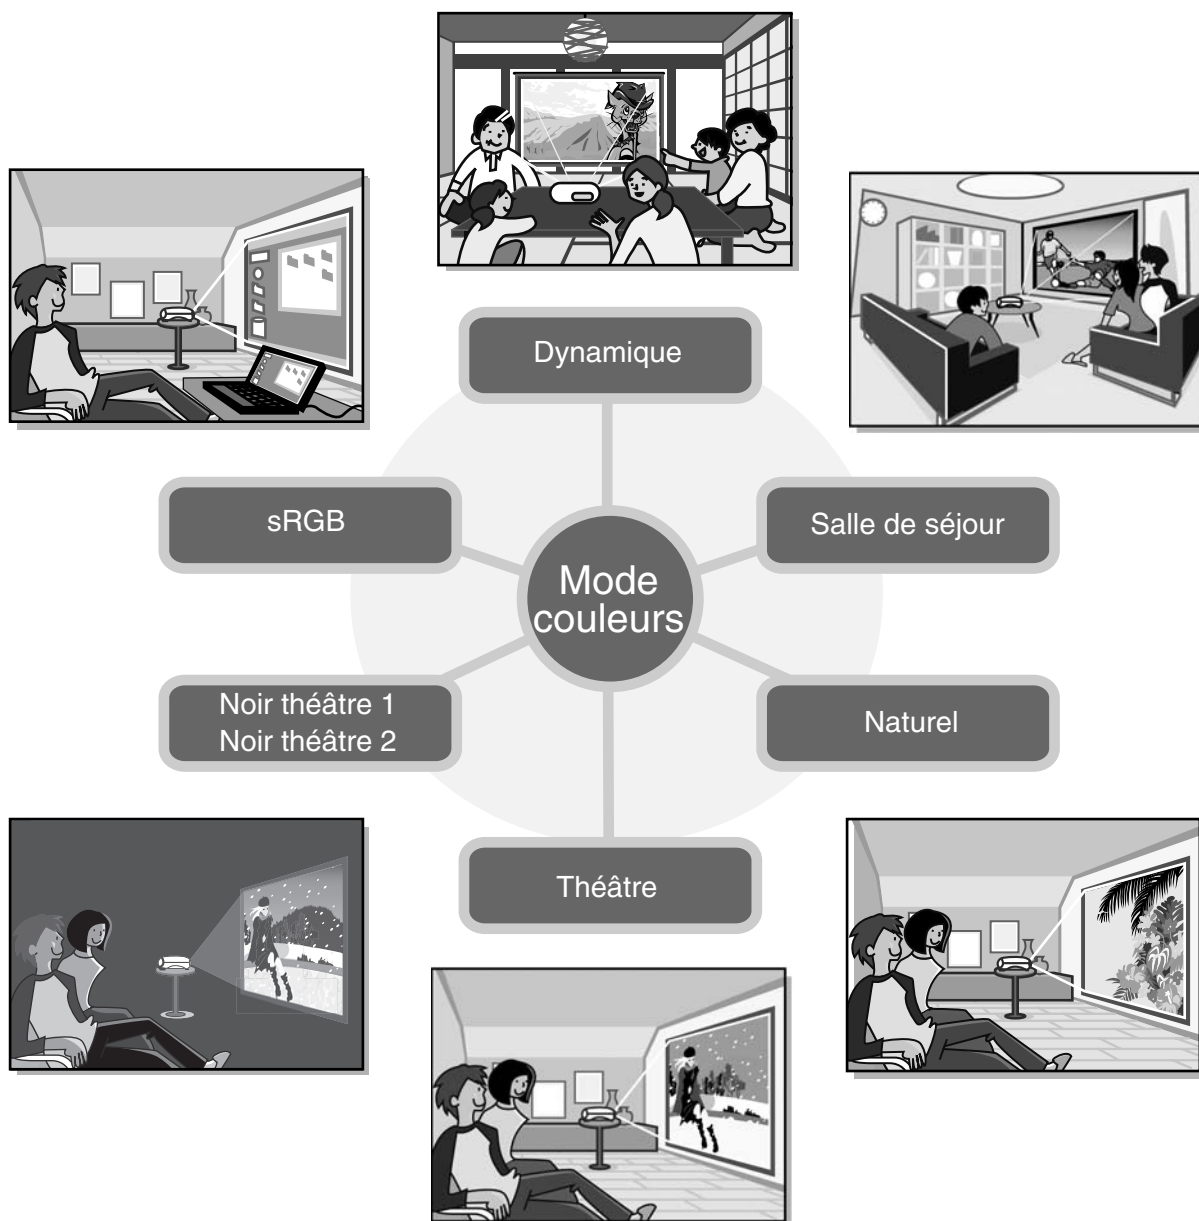 Dynamique
sRGB
Salle de séjour
Mode
couleurs
Noir théâtre 1
Noir théâtre 2
Naturel
Théâtre